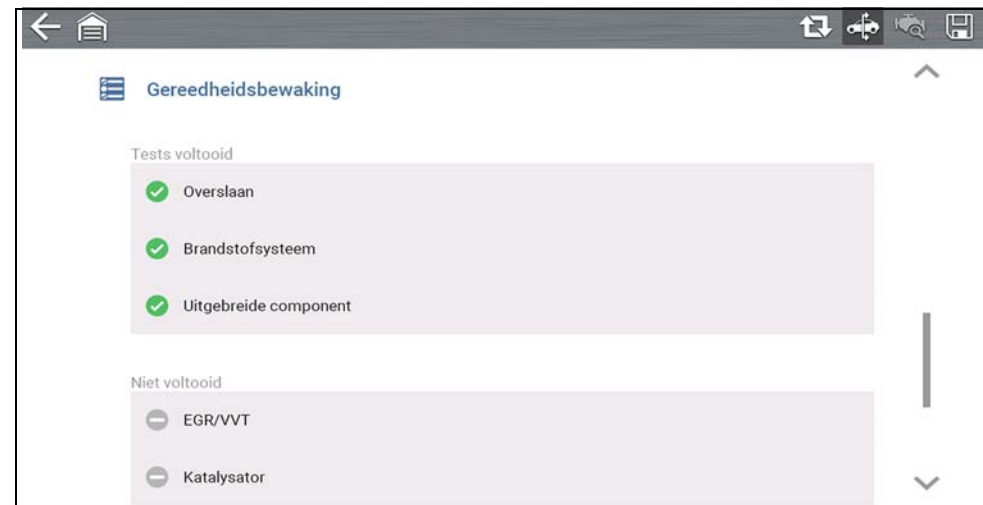 Gereedheidsbewaking
Tests voltooid
Overslaan
Brandstofsysteem
Uitgebreide component
Niet voltooid
EGR/VVT
Katalysator